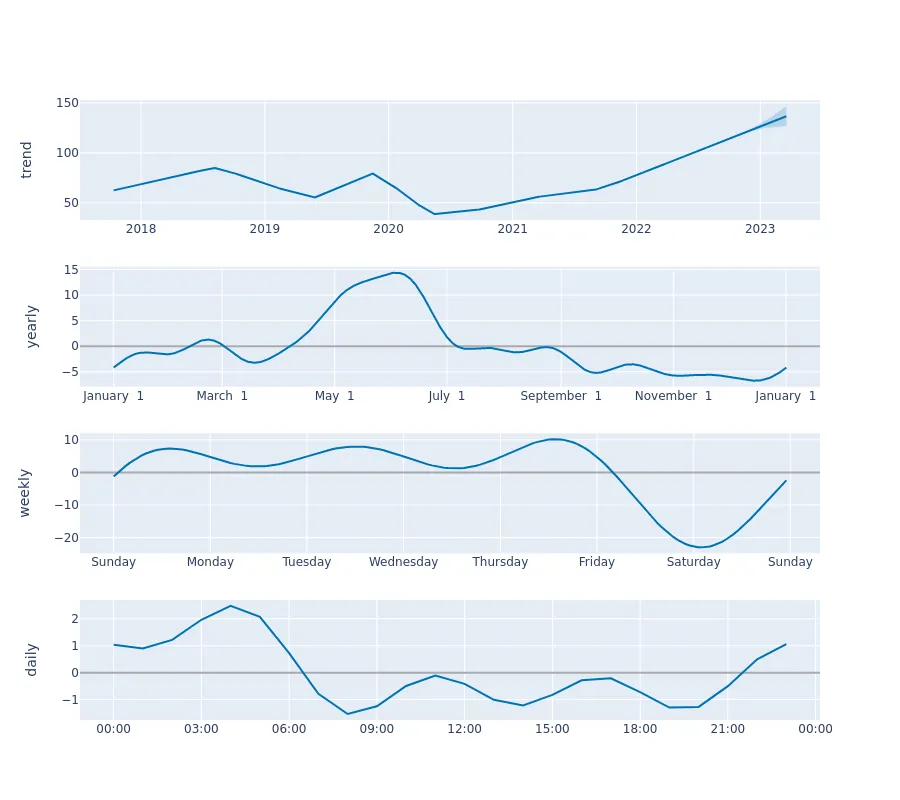 trend
150
100
50
2018 2019 2020 2021 2022 2023
yearly
15
10
5
0
−5
January 1 March 1 May 1 July 1 September 1 November 1 January 1
weekly
10
0
−10
−20
Sunday Monday Tuesday Wednesday Thursday Friday Saturday Sunday
daily
2
1
0
−1
00:00 03:00 06:00 09:00 12:00 15:00 18:00 21:00 00:00